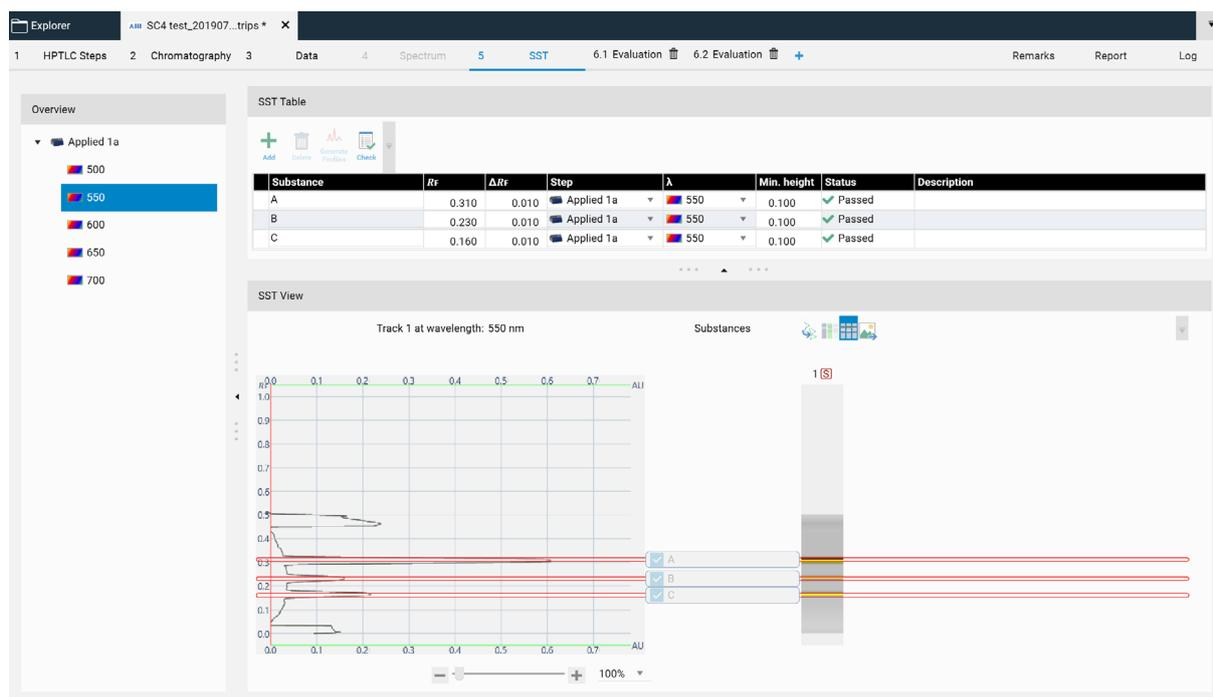 Explorer SC4 test_201907...trips *
1 HPTLC Steps 2 Chromatography 3 Data 4 Spectrum 5 SST 6.1 Evaluation 6.2 Evaluation Remarks Report Log
Overview
Applied 1a
500
550
600
650
700
SST Table
Add Delete Generate Profiles Check
Substance RF ΔRF Step λ Min. height Status Description
A 0.310 0.010 Applied 1a 550 0.100 Passed
B 0.230 0.010 Applied 1a 550 0.100 Passed
C 0.160 0.010 Applied 1a 550 0.100 Passed
SST View
Track 1 at wavelength: 550 nm Substances
1 S
RF 0.0 0.1 0.2 0.3 0.4 0.5 0.6 0.7 AU
1.0
0.9
0.8
0.7
0.6
0.5
0.4
0.3 A
0.2 B
C
0.1
0.0
0.0 0.1 0.2 0.3 0.4 0.5 0.6 0.7 AU
100%